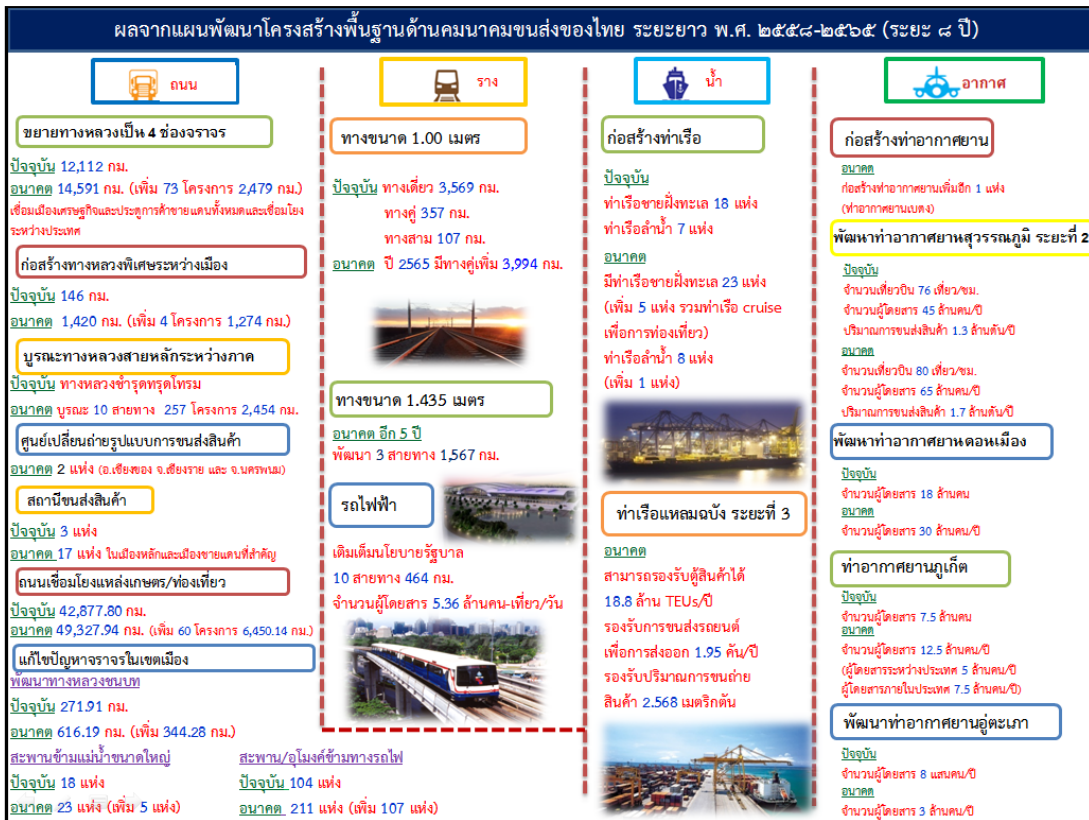 ผลจากแผนพัฒนาโครงสร้างพื้นฐานด้านคมนาคมขนส่งของไทย ระยะยาว พ.ศ. ๒๕๕๘-๒๕๖๕ (ระยะ ๘ ปี)
ถนน
ขยายทางหลวงเป็น 4 ช่องจราจร
ปัจจุบัน 12,112 กม.
อนาคต 14,591 กม. (เพิ่ม 73 โครงการ 2,479 กม.)
เชื่อมเมืองเศรษฐกิจและประตูการค้าชายแดนทั้งหมดและเชื่อมโยง
ระหว่างประเทศ
ก่อสร้างทางหลวงพิเศษระหว่างเมือง
ปัจจุบัน 146 กม.
อนาคต 1,420 กม. (เพิ่ม 4 โครงการ 1,274 กม.)
บูรณะทางหลวงสายหลักระหว่างภาค
ปัจจุบัน ทางหลวงชำรุดทรุดโทรม
อนาคต บูรณะ 10 สายทาง 257 โครงการ 2,454 กม.
ศูนย์เปลี่ยนถ่ายรูปแบบการขนส่งสินค้า
อนาคต 2 แห่ง (อ.เชียงของ จ.เชียงราย และ จ.นครพนม)
สถานีขนส่งสินค้า
ปัจจุบัน 3 แห่ง
อนาคต 17 แห่ง ในเมืองหลักและเมืองชายแดนที่สำคัญ
ถนนเชื่อมโยงแหล่งเกษตร/ท่องเที่ยว
ปัจจุบัน 42,877.80 กม.
อนาคต 49,327.94 กม. (เพิ่ม 60 โครงการ 6,450.14 กม.)
แก้ไขปัญหาจราจรในเขตเมือง
พัฒนาทางหลวงชนบท
ปัจจุบัน 271.91 กม.
อนาคต 616.19 กม. (เพิ่ม 344.28 กม.)
สะพานข้ามแม่น้ำขนาดใหญ่
ปัจจุบัน 18 แห่ง
อนาคต 23 แห่ง (เพิ่ม 5 แห่ง)
สะพาน/อุโมงค์ข้ามทางรถไฟ
ปัจจุบัน 104 แห่ง
อนาคต 211 แห่ง (เพิ่ม 107 แห่ง)
ราง
ทางขนาด 1.00 เมตร
ปัจจุบัน ทางเดี่ยว 3,569 กม.
ทางคู่ 357 กม.
ทางสาม 107 กม.
อนาคต ปี 2565 มีทางคู่เพิ่ม 3,994 กม.
ทางขนาด 1.435 เมตร
อนาคต อีก 5 ปี
พัฒนา 3 สายทาง 1,567 กม.
รถไฟฟ้า
เติมเต็มนโยบายรัฐบาล
10 สายทาง 464 กม.
จำนวนผู้โดยสาร 5.36 ล้านคน-เที่ยว/วัน
น้ำ
ก่อสร้างท่าเรือ
ปัจจุบัน
ท่าเรือชายฝั่งทะเล 18 แห่ง
ท่าเรือลำน้ำ 7 แห่ง
อนาคต
มีท่าเรือชายฝั่งทะเล 23 แห่ง
(เพิ่ม 5 แห่ง รวมท่าเรือ cruise
เพื่อการท่องเที่ยว)
ท่าเรือลำน้ำ 8 แห่ง
(เพิ่ม 1 แห่ง)
ท่าเรือแหลมฉบัง ระยะที่ 3
อนาคต
สามารถรองรับตู้สินค้าได้
18.8 ล้าน TEUs/ปี
รองรับการขนส่งรถยนต์
เพื่อการส่งออก 1.95 คัน/ปี
รองรับปริมาณการขนถ่าย
สินค้า 2.568 เมตริกตัน
อากาศ
ก่อสร้างท่าอากาศยาน
อนาคต
ก่อสร้างท่าอากาศยานเพิ่มอีก 1 แห่ง
(ท่าอากาศยานเบตง)
พัฒนาท่าอากาศยานสุวรรณภูมิ ระยะที่ 2
ปัจจุบัน
จำนวนเที่ยวบิน 76 เที่ยว/ชม.
จำนวนผู้โดยสาร 45 ล้านคน/ปี
ปริมาณการขนส่งสินค้า 1.3 ล้านตัน/ปี
อนาคต
จำนวนเที่ยวบิน 80 เที่ยว/ชม.
จำนวนผู้โดยสาร 65 ล้านคน/ปี
ปริมาณการขนส่งสินค้า 1.7 ล้านตัน/ปี
พัฒนาท่าอากาศยานดอนเมือง
ปัจจุบัน
จำนวนผู้โดยสาร 18 ล้านคน
อนาคต
จำนวนผู้โดยสาร 30 ล้านคน/ปี
ท่าอากาศยานภูเก็ต
ปัจจุบัน
จำนวนผู้โดยสาร 7.5 ล้านคน
อนาคต
จำนวนผู้โดยสาร 12.5 ล้านคน/ปี
(ผู้โดยสารระหว่างประเทศ 5 ล้านคน/ปี
ผู้โดยสารภายในประเทศ 7.5 ล้านคน/ปี)
พัฒนาท่าอากาศยานอู่ตะเภา
ปัจจุบัน
จำนวนผู้โดยสาร 8 แสนคน/ปี
อนาคต
จำนวนผู้โดยสาร 3 ล้านคน/ปี